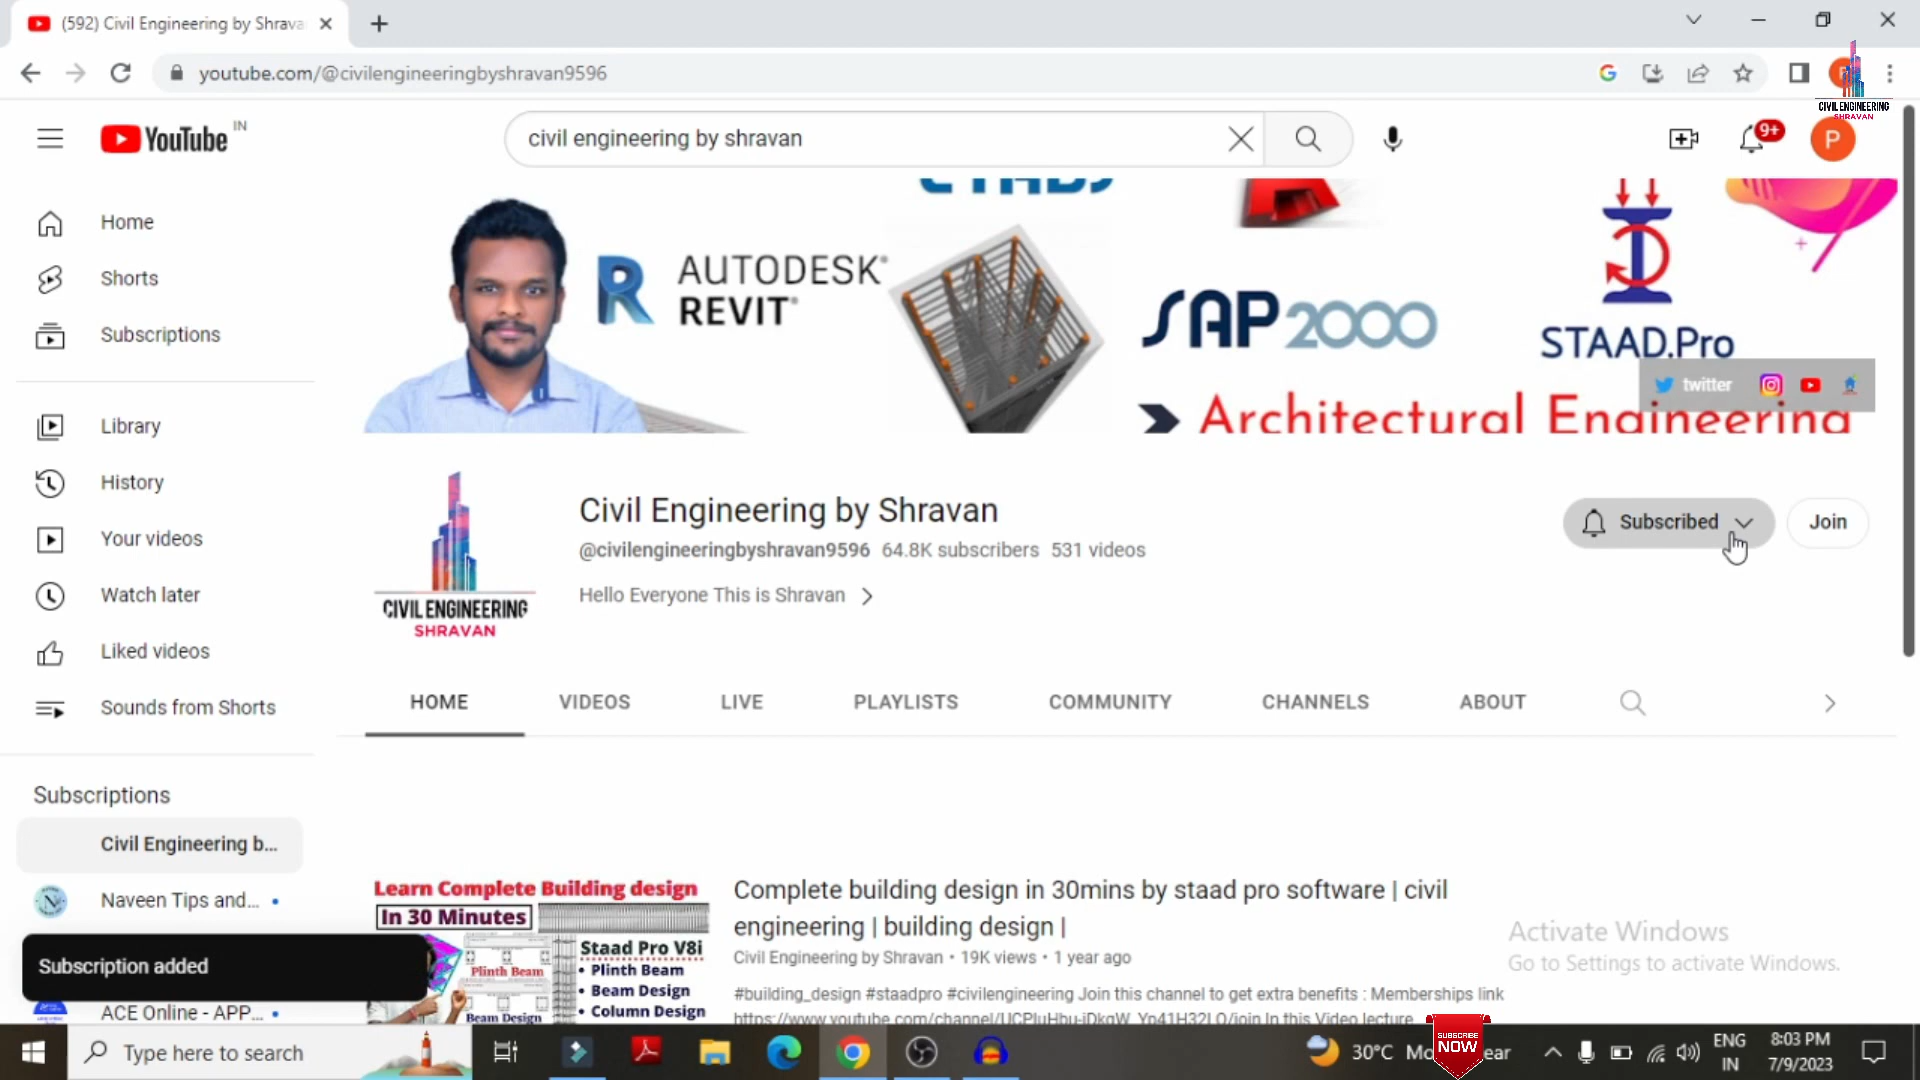 (592) Civil Engineering by Shrava
youtube.com/@civilengineeringbyshravan9596
CIVIL ENGINEERING
SHRAVAN
YouTube IN
civil engineering by shravan
9+
P
Home
Shorts
Subscriptions
Library
History
Your videos
Watch later
Liked videos
Sounds from Shorts
Subscriptions
Civil Engineering b...
Naveen Tips and...
Subscription added
ACE Online - APP...
ETABS
AUTODESK®
REVIT®
SAP2000
STAAD.Pro
twitter
Architectural Engineering
CIVIL ENGINEERING
SHRAVAN
Civil Engineering by Shravan
@civilengineeringbyshravan9596 64.8K subscribers 531 videos
Hello Everyone This is Shravan
Subscribed
Join
HOME VIDEOS LIVE PLAYLISTS COMMUNITY CHANNELS ABOUT
Learn Complete Building design
In 30 Minutes
Staad Pro V8i
• Plinth Beam
• Beam Design
• Column Design
Plinth Beam
Beam Design
Complete building design in 30mins by staad pro software | civil
engineering | building design |
Civil Engineering by Shravan • 19K views • 1 year ago
#building_design #staadpro #civilengineering Join this channel to get extra benefits : Memberships link
In this Video lecture
Activate Windows
Go to Settings to activate Windows.
Type here to search
30°C
SUBSCRIBE
NOW
ENG
IN
8:03 PM
7/9/2023